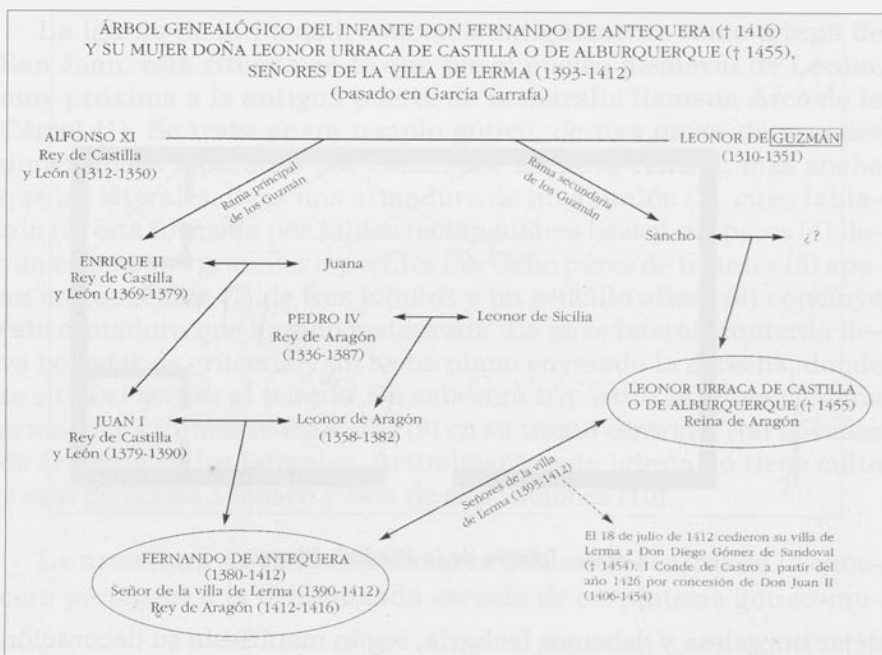 ÁRBOL GENEALÓGICO DEL INFANTE DON FERNANDO DE ANTEQUERA († 1416)
Y SU MUJER DOÑA LEONOR URRACA DE CASTILLA O DE ALBURQUERQUE († 1455),
SEÑORES DE LA VILLA DE LERMA (1393-1412)
(basado en García Carrafa)
ALFONSO XI
Rey de Castilla
y León (1312-1350)
LEONOR DE GUZMÁN
(1310-1351)
Rama principal
de los Guzmán
Rama secundaria
de los Guzmán
ENRIQUE II
Rey de Castilla
y León (1369-1379)
Juana
Sancho
¿?
PEDRO IV
Rey de Aragón
(1336-1387)
Leonor de Sicilia
JUAN I
Rey de Castilla
y León (1379-1390)
Leonor de Aragón
(1358-1382)
LEONOR URRACA DE CASTILLA
O DE ALBURQUERQUE († 1455)
Reina de Aragón
Señores de la villa
de Lerma (1393-1412)
FERNANDO DE ANTEQUERA
(1380-1412)
Señor de la villa de Lerma (1390-1412)
Rey de Aragón (1412-1416)
El 18 de julio de 1412 cedieron su villa de
Lerma a Don Diego Gómez de Sandoval
(† 1454). I Conde de Castro a partir del
año 1426 por concesión de Don Juan II
(1406-1454)